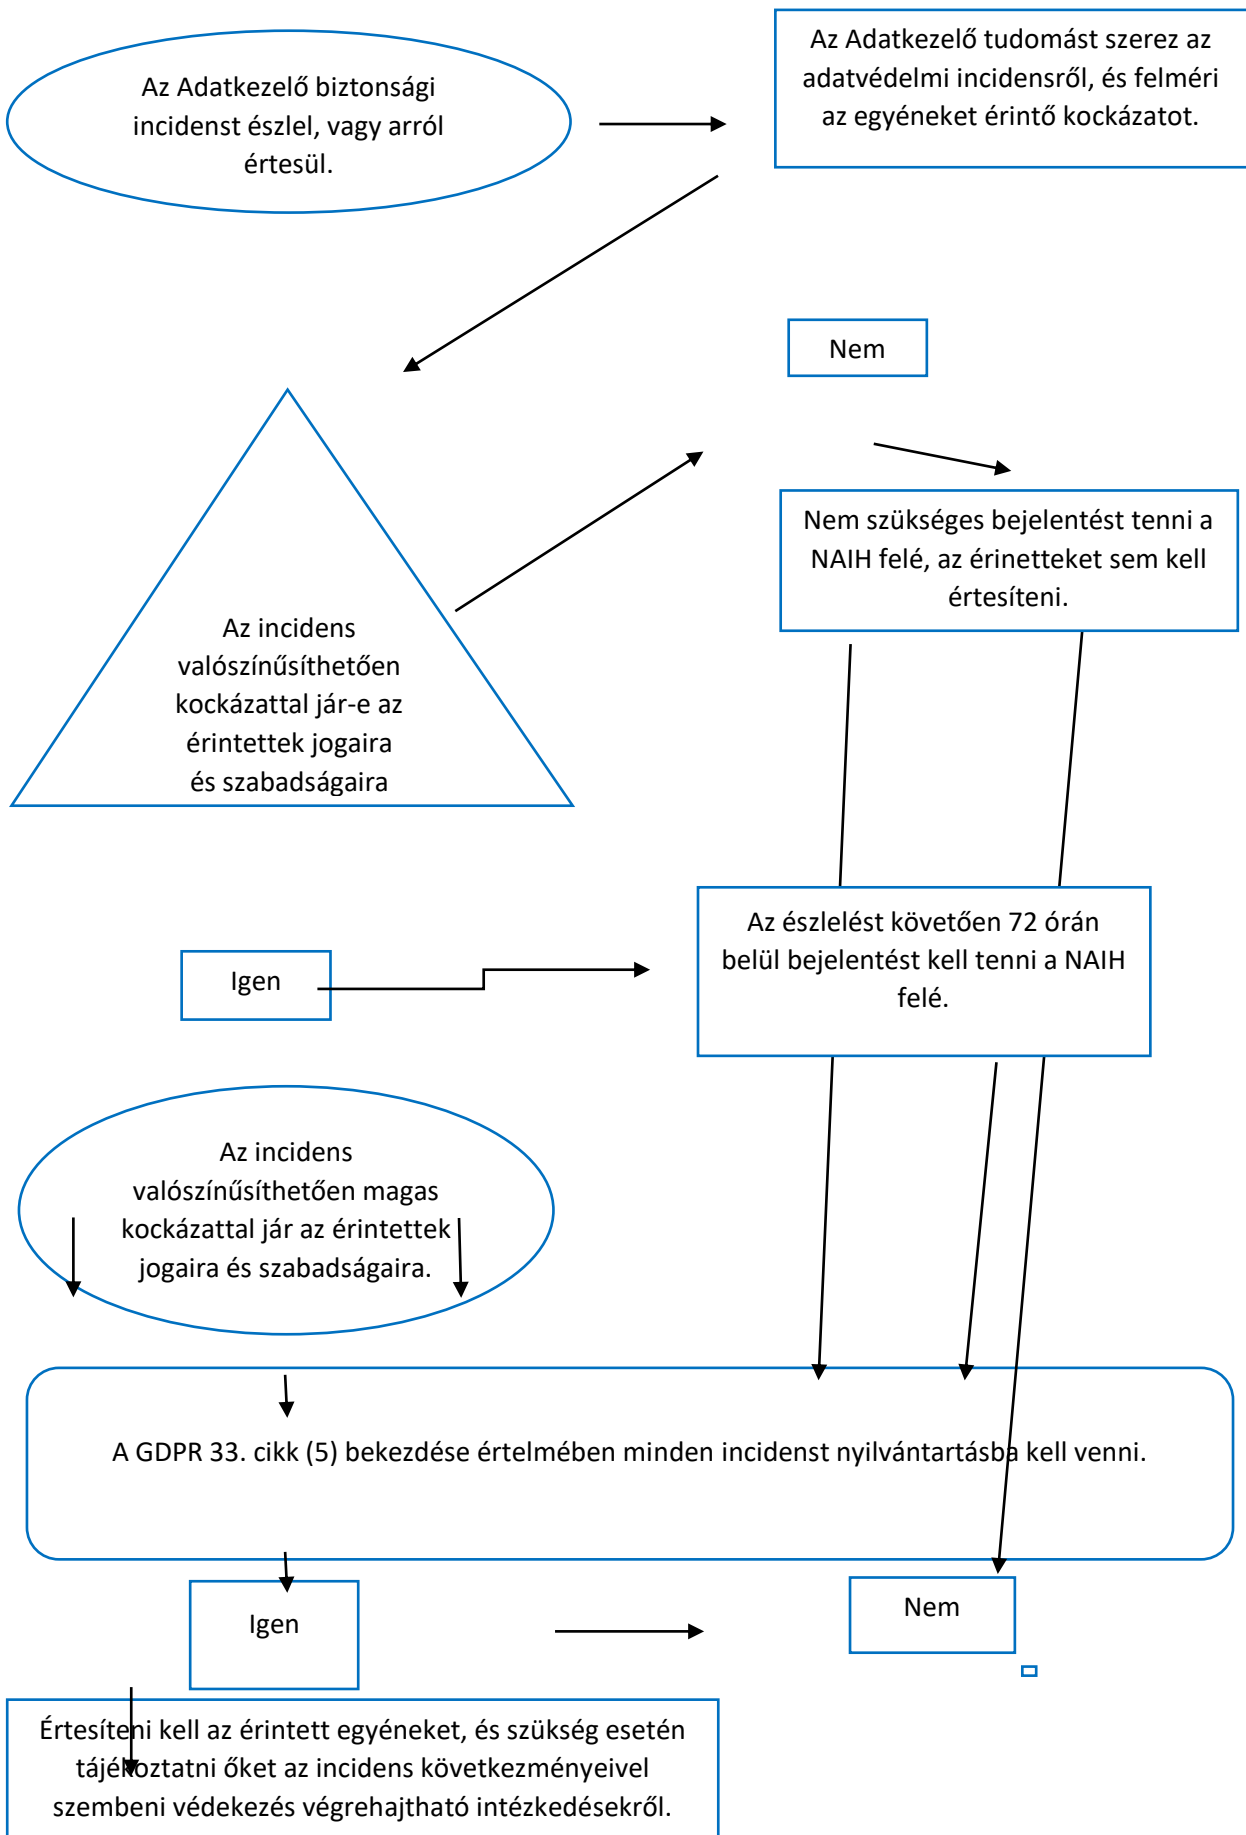 Az Adatkezelő biztonsági
incidenst észlel, vagy arról
értesül.
Az Adatkezelő tudomást szerez az
adatvédelmi incidensről, és felméri
az egyéneket érintő kockázatot.
Nem
Nem szükséges bejelentést tenni a
NAIH felé, az érinetteket sem kell
értesíteni.
Az incidens
valószínűsíthetően
kockázattal jár-e az
érintettek jogaira
és szabadságaira
Az észlelést követően 72 órán
belül bejelentést kell tenni a NAIH
felé.
Igen
Az incidens
valószínűsíthetően magas
kockázattal jár az érintettek
jogaira és szabadságaira.
A GDPR 33. cikk (5) bekezdése értelmében minden incidenst nyilvántartásba kell venni.
Igen
Nem
Értesíteni kell az érintett egyéneket, és szükség esetén
tájékoztatni őket az incidens következményeivel
szembeni védekezés végrehajtható intézkedésekről.